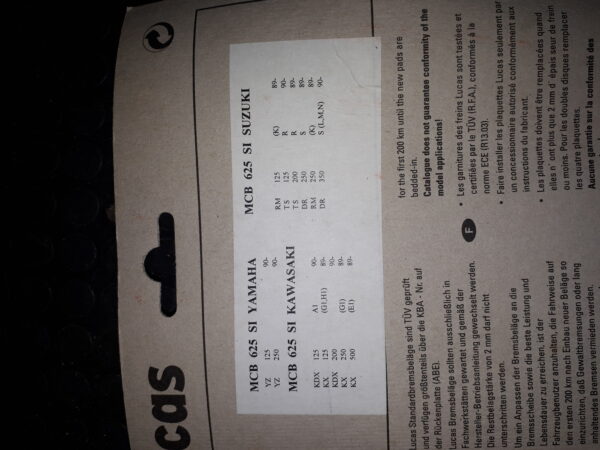 cas
MCB 625 SI YAMAHA
YZ 125 90-
YZ 250 90-
MCB 625 SI KAWASAKI
KDX 125 A1 90-
KX 125 (G1,H1) 89-
KDX 200 90-
KX 250 (G1) 89-
KX 500 (E1) 89-
MCB 625 SI SUZUKI
RM 125 (K) 89-
TS 125 R 90-
TS 200 R 89-
DR 250 S 89-
RM 250 (K) 89-
DR 350 S (L,M,N) 90-
Lucas Standardbremsbeläge sind TÜV geprüft
und verfügen größtenteils über die KBA - Nr. auf
der Rückenplatte (ABE).
Lucas Bremsbeläge sollten ausschließlich in
Fachwerkstätten gewartet und gemäß der
Hersteller-Betriebsanleitung gewechselt werden.
Die Restbelagstärke von 2 mm darf nicht
unterschritten werden.
Um ein Anpassen der Bremsbeläge an die
Bremsscheibe sowie die beste Leistung und
Lebensdauer zu erreichen, ist der
Fahrzeugbenutzer anzuhalten, die Fahrweise auf
den ersten 200 km nach Einbau neuer Beläge so
einzurichten, daß Gewaltbremsungen oder lang
anhaltendes Bremsen vermieden werden
for the first 200 km until the new pads are
bedded-in.
Catalogue does not guarantee conformity of the
model applications!
F
• Les garnitures des freins Lucas sont testées et
certifiées par le TÜV (R.F.A.), conformés à la
norme ECE (R13.03).
• Faire installer les plaquettes Lucas seulement par
un concessionnaire autorisé conformément aux
instructions du fabricant.
• Les plaquettes doivent être remplacées quand
elles n' ont plus que 2 mm d' épais seur de frein
ou moins. Pour les doubles disques remplacer
les quatre plaquettes.
Aucune garantie sur la conformité des